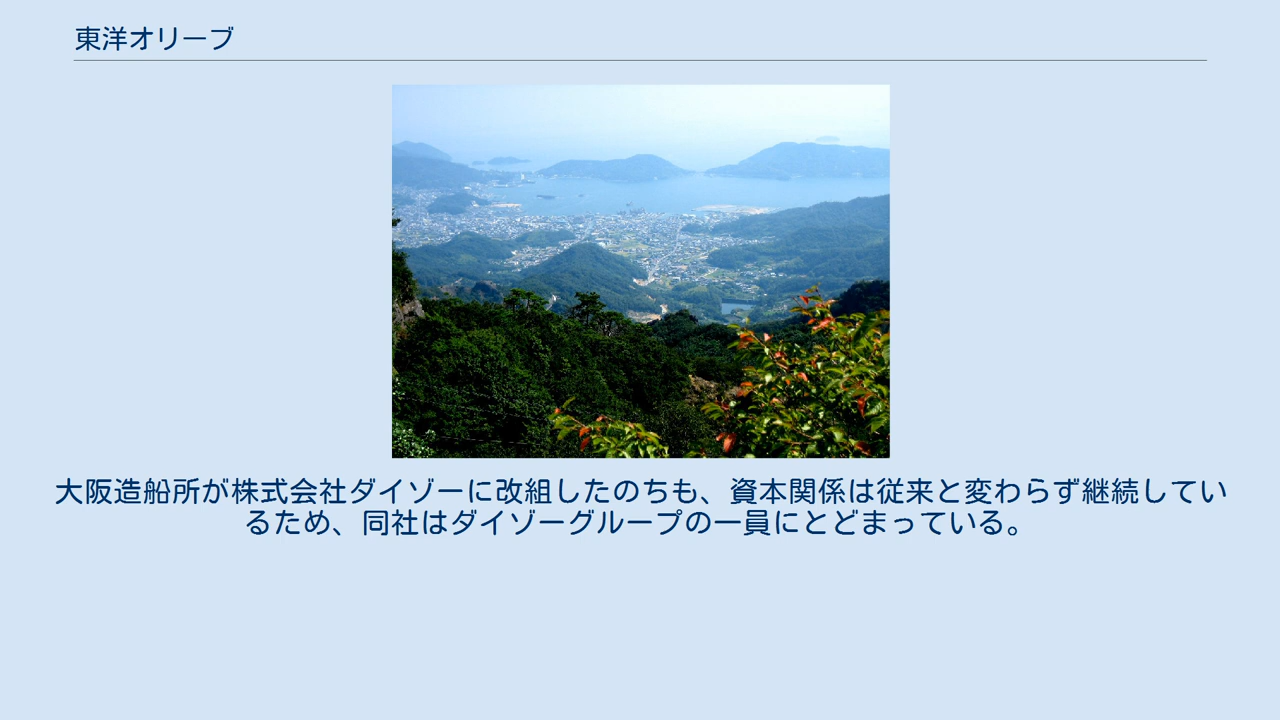 東洋オリーブ
大阪造船所が株式会社ダイゾーに改組したのちも、資本関係は従来と変わらず継続してい
るため、同社はダイゾーグループの一員にとどまっている。